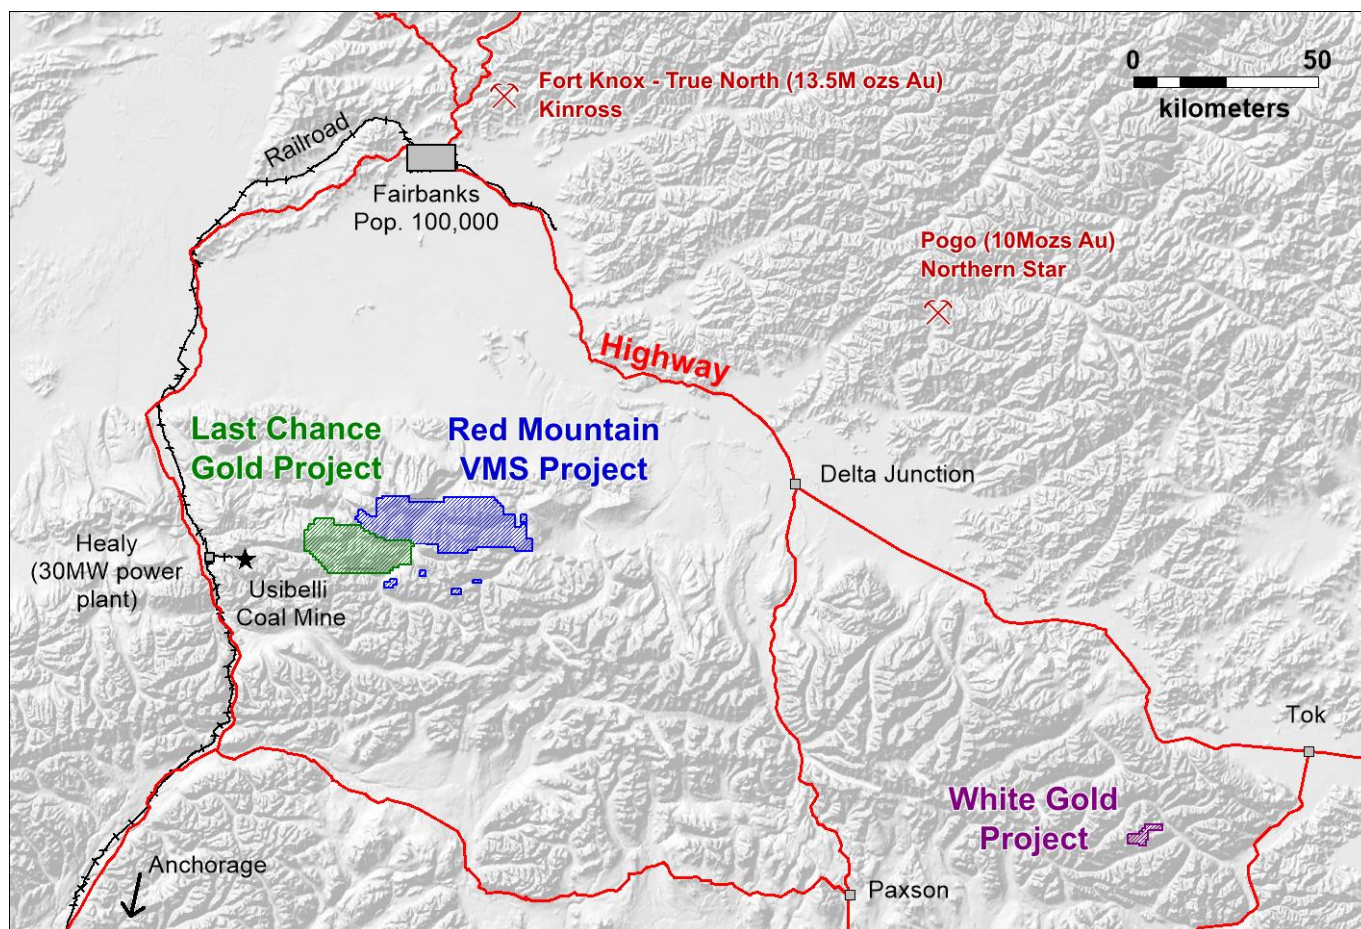 0 50
kilometers
Fort Knox - True North (13.5M ozs Au)
Kinross
Railroad
Fairbanks
Pop. 100,000
Pogo (10Mozs Au)
Northern Star
Highway
Last Chance
Gold Project
Red Mountain
VMS Project
Delta Junction
Healy
(30MW power
plant)
Usibelli
Coal Mine
Tok
White Gold
Project
Anchorage
Paxson